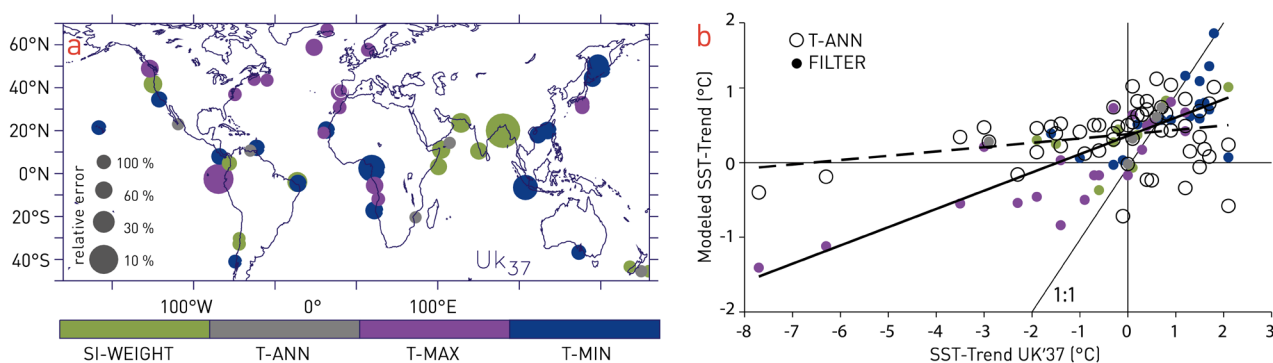 a
60°N
40°N
20°N
0°N
20°S
40°S
relative error
100 %
60 %
30 %
10 %
Uk37
100°W 0° 100°E
SI-WEIGHT T-ANN T-MAX T-MIN
b
T-ANN
FILTER
Modeled SST-Trend (°C)
2
1
0
-1
-2
1:1
-8 -7 -6 -5 -4 -3 -2 -1 0 1 2 3
SST-Trend UK'37 (°C)